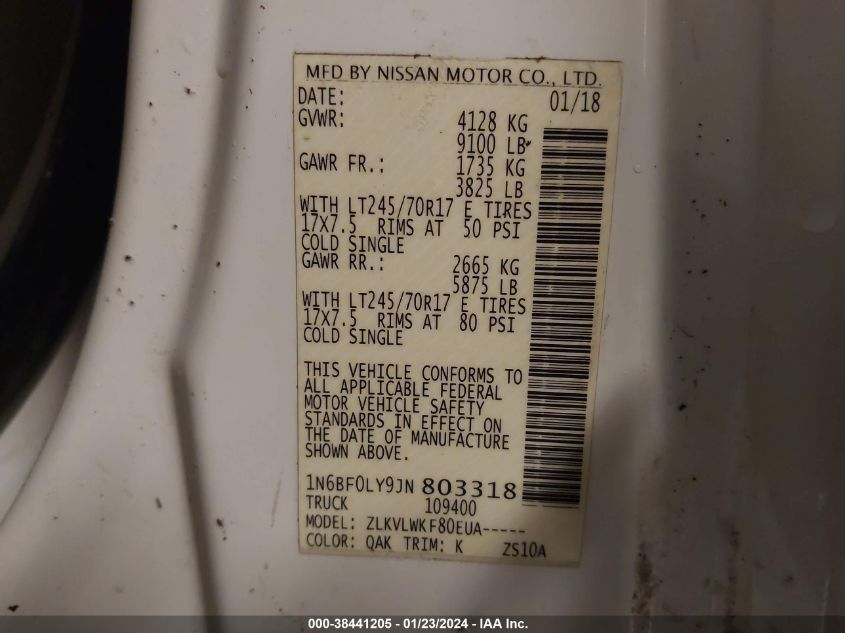 MFD BY NISSAN MOTOR CO., LTD.
DATE: 01/18
GVWR: 4128 KG
9100 LB
GAWR FR.: 1735 KG
3825 LB
WITH LT245/70R17 E TIRES
17X7.5 RIMS AT 50 PSI
COLD SINGLE
GAWR RR.: 2665 KG
5875 LB
WITH LT245/70R17 E TIRES
17X7.5 RIMS AT 80 PSI
COLD SINGLE
THIS VEHICLE CONFORMS TO
ALL APPLICABLE FEDERAL
MOTOR VEHICLE SAFETY
STANDARDS IN EFFECT ON
THE DATE OF MANUFACTURE
SHOWN ABOVE.
1N6BF0LY9JN 803318
TRUCK 109400
MODEL: ZLKVLWKF80EUA-----
COLOR: QAK TRIM: K ZS10A
000-38441205 - 01/23/2024 - IAA Inc.